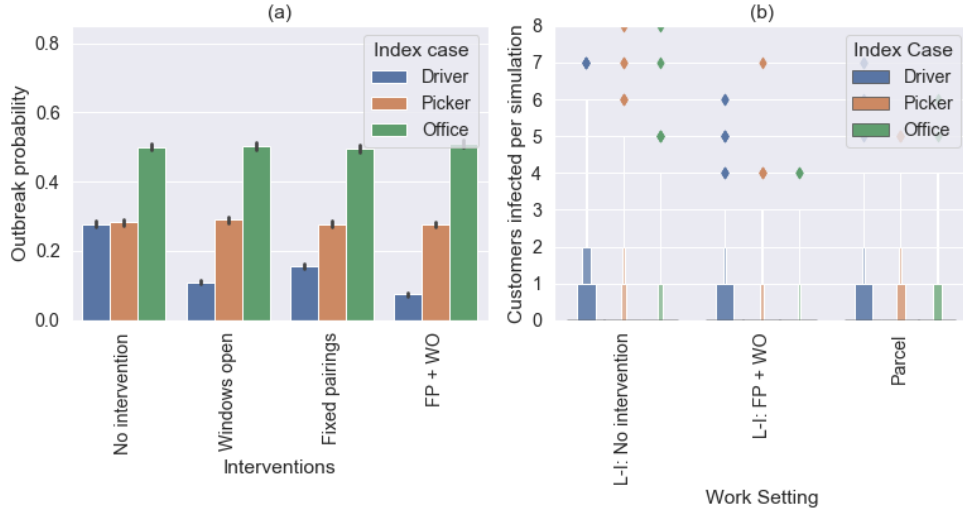 (a)
Outbreak probability
0.8
0.6
0.4
0.2
0.0
Index case
Driver
Picker
Office
No intervention
Windows open
Fixed pairings
FP + WO
Interventions
(b)
Customers infected per simulation
8
7
6
5
4
3
2
1
0
Index Case
Driver
Picker
Office
L-I: No intervention
L-I: FP + WO
Parcel
Work Setting